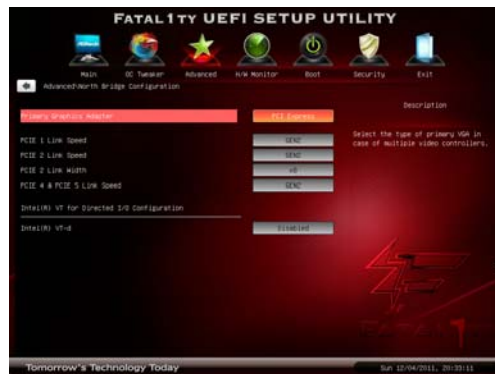 FATAL1TY UEFI SETUP UTILITY
Main OC Tweaker Advanced H/W Monitor Boot Security Exit
Advanced\North Bridge Configuration
Description
Primary Graphics Adapter PCI Express
Select the type of primary VGA in
case of multiple video controllers.
PCIE 1 Link Speed GEN2
PCIE 2 Link Speed GEN2
PCIE 2 Link Width x8
PCIE 4 & PCIE 5 Link Speed GEN2
Intel(R) VT for Directed I/O Configuration
Intel(R) VT-d Disabled
FATAL1TY
Tomorrow's Technology Today
Sun 12/04/2011, 20:33:11